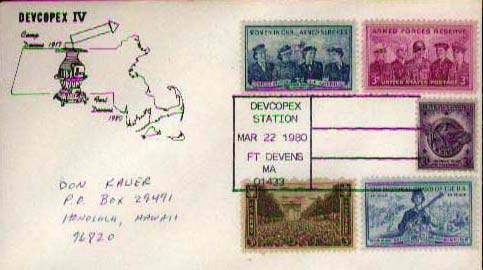 DEVCOPEX IV
Camp
Devens 1917
Fort
Devens
1980
WOMEN IN OUR ARMED SERVICES
ARMED FORCES RESERVE
3¢
UNITED STATES POSTAGE
DEVCOPEX
STATION
MAR 22 1980
FT DEVENS
MA
01433
DON
P.O. BOX 29491
HONOLULU, HAWAII
96820